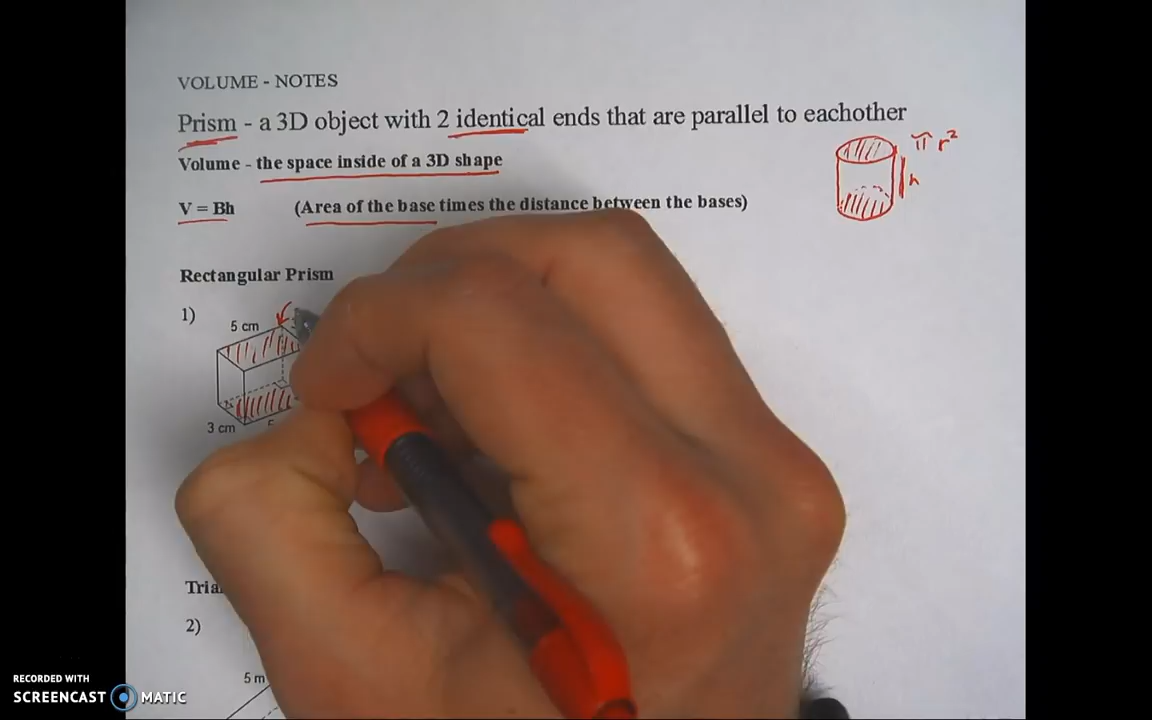 VOLUME - NOTES
Prism - a 3D object with 2 identical ends that are parallel to eachother
π r²
Volume - the space inside of a 3D shape
h
V = Bh (Area of the base times the distance between the bases)
Rectangular Prism
1)
5 cm
3 cm
2)
5 m
RECORDED WITH
SCREENCAST MATIC